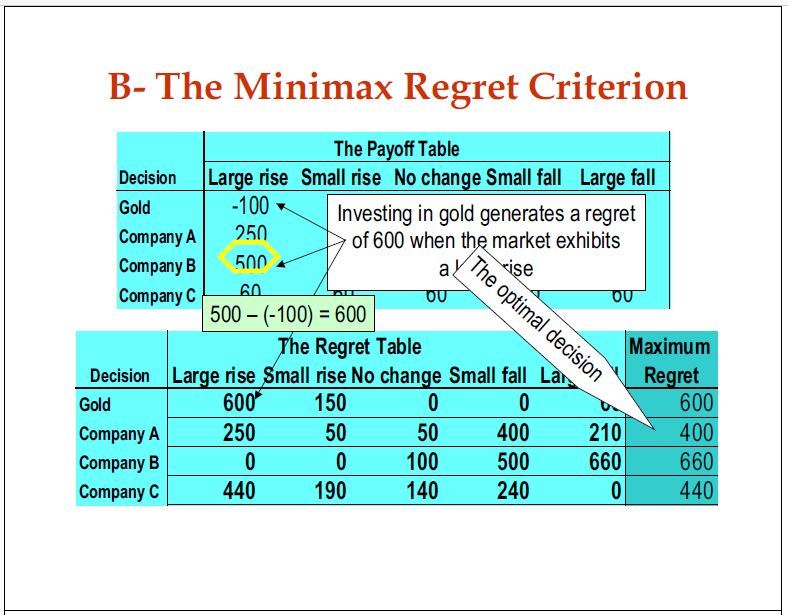 B- The Minimax Regret Criterion
The Payoff Table
Decision Large rise Small rise No change Small fall Large fall
Gold -100
Company A 250
Company B 500
Company C 60 60 60
Investing in gold generates a regret
of 600 when the market exhibits
a rise
The optimal decision
500 – (-100) = 600
The Regret Table Maximum
Decision Large rise Small rise No change Small fall Regret
Gold 600 150 0 0 600
Company A 250 50 50 400 210 400
Company B 0 0 100 500 660 660
Company C 440 190 140 240 0 440